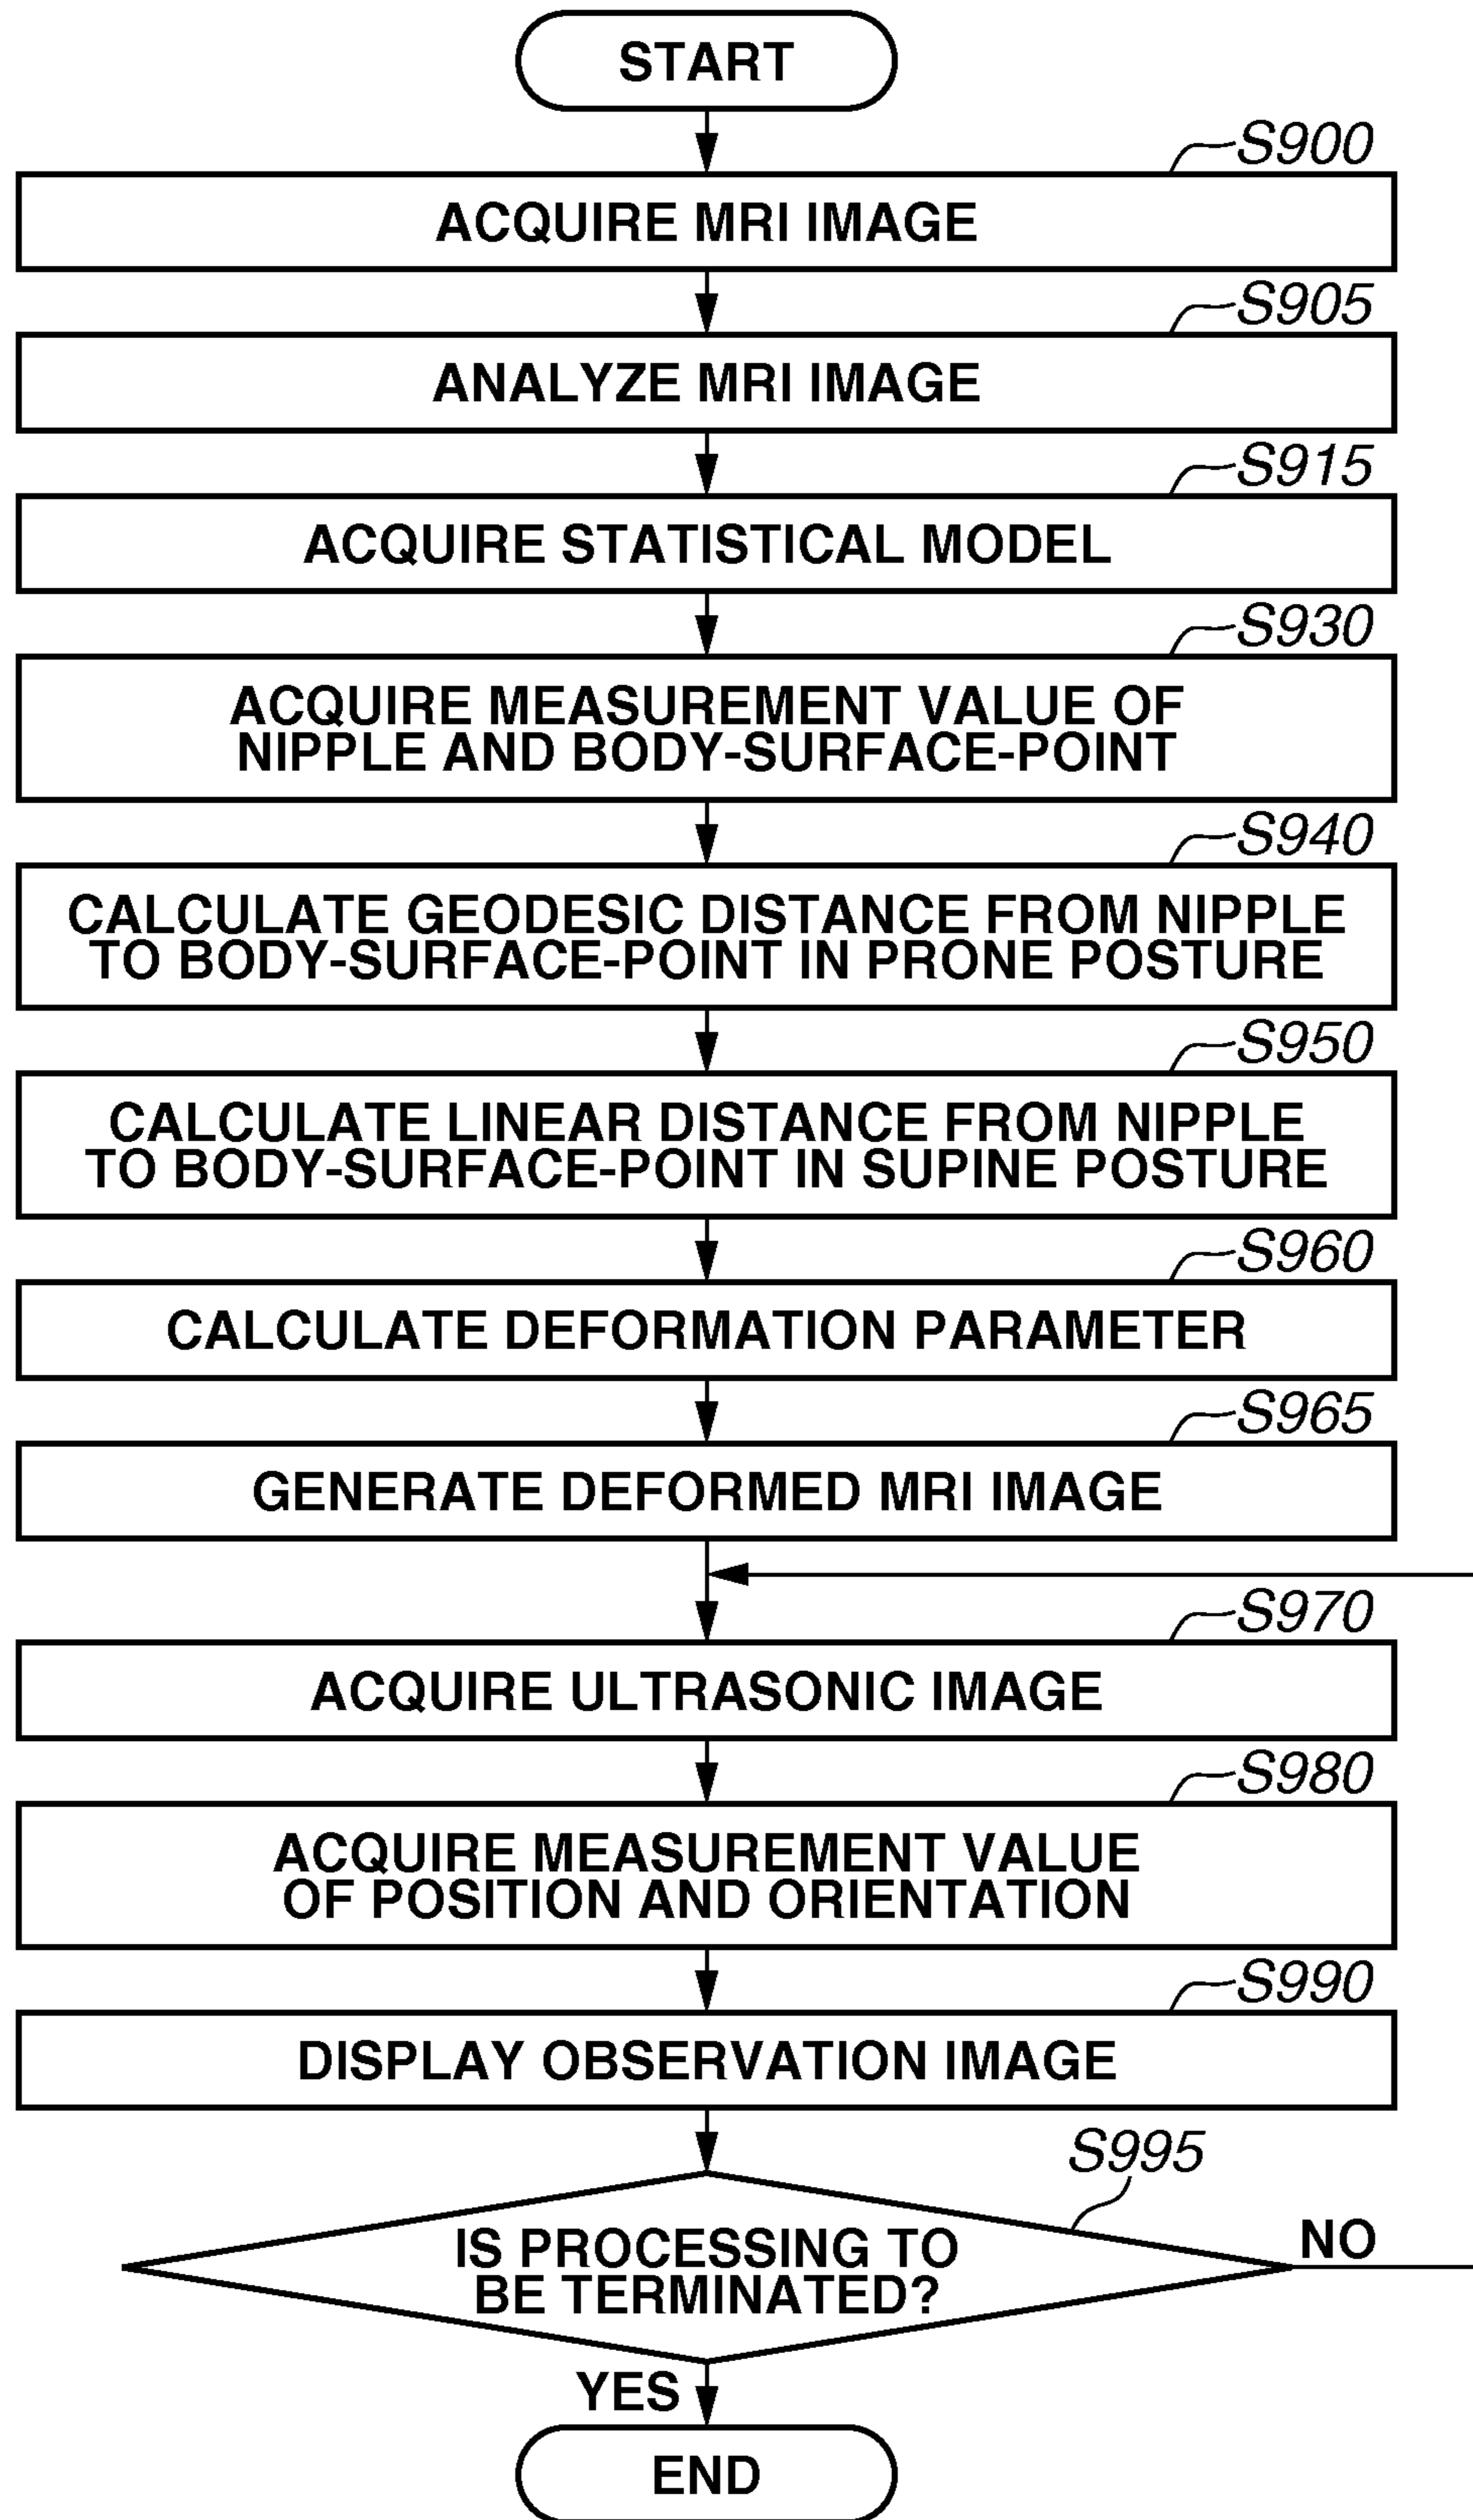 START
S900
ACQUIRE MRI IMAGE
S905
ANALYZE MRI IMAGE
S915
ACQUIRE STATISTICAL MODEL
S930
ACQUIRE MEASUREMENT VALUE OF
NIPPLE AND BODY-SURFACE-POINT
S940
CALCULATE GEODESIC DISTANCE FROM NIPPLE
TO BODY-SURFACE-POINT IN PRONE POSTURE
S950
CALCULATE LINEAR DISTANCE FROM NIPPLE
TO BODY-SURFACE-POINT IN SUPINE POSTURE
S960
CALCULATE DEFORMATION PARAMETER
S965
GENERATE DEFORMED MRI IMAGE
S970
ACQUIRE ULTRASONIC IMAGE
S980
ACQUIRE MEASUREMENT VALUE
OF POSITION AND ORIENTATION
S990
DISPLAY OBSERVATION IMAGE
S995
IS PROCESSING TO
BE TERMINATED?
NO
YES
END